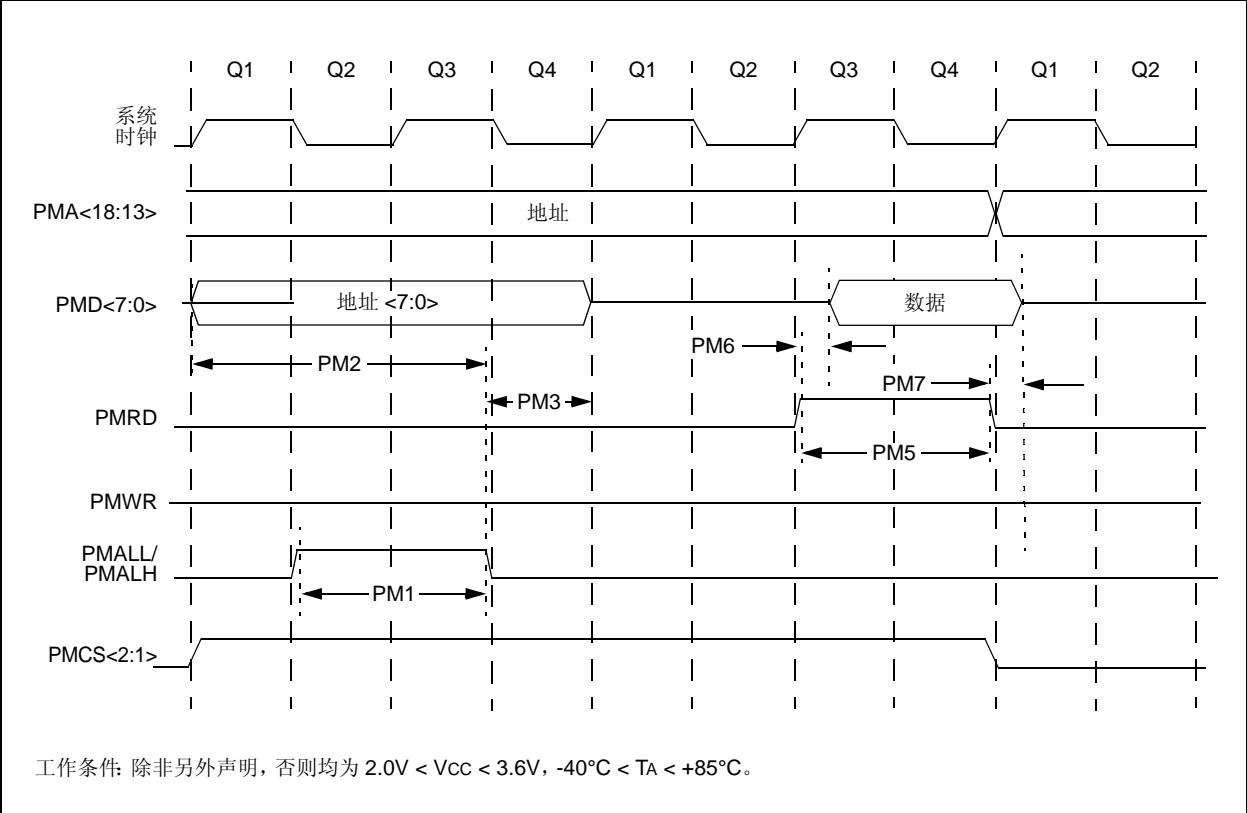 Q1 Q2 Q3 Q4 Q1 Q2 Q3 Q4 Q1 Q2
系统
时钟
PMA<18:13>
地址
PMD<7:0>
地址 <7:0>
数据
PM6
PM2
PM7
PM3
PMRD
PM5
PMWR
PMALL/
PMALH
PM1
PMCS<2:1>
工作条件: 除非另外声明, 否则均为 2.0V < VCC < 3.6V, -40°C < TA < +85°C。